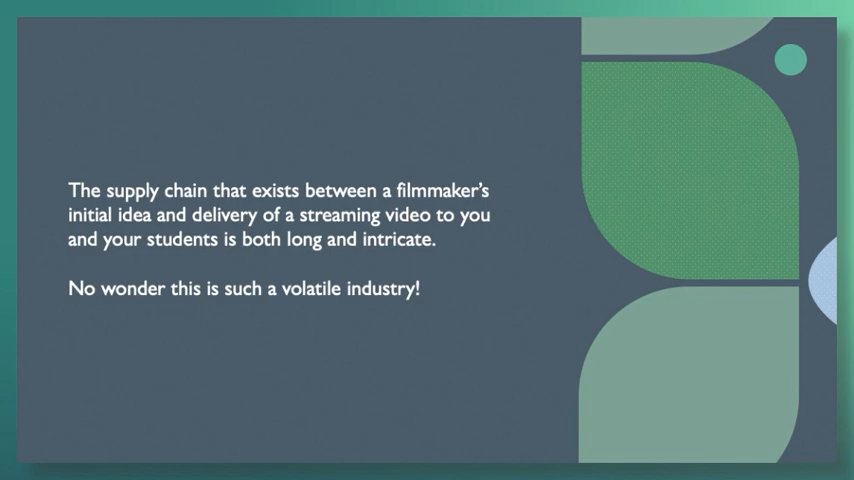 The supply chain that exists between a filmmaker’s
initial idea and delivery of a streaming video to you
and your students is both long and intricate.
No wonder this is such a volatile industry!